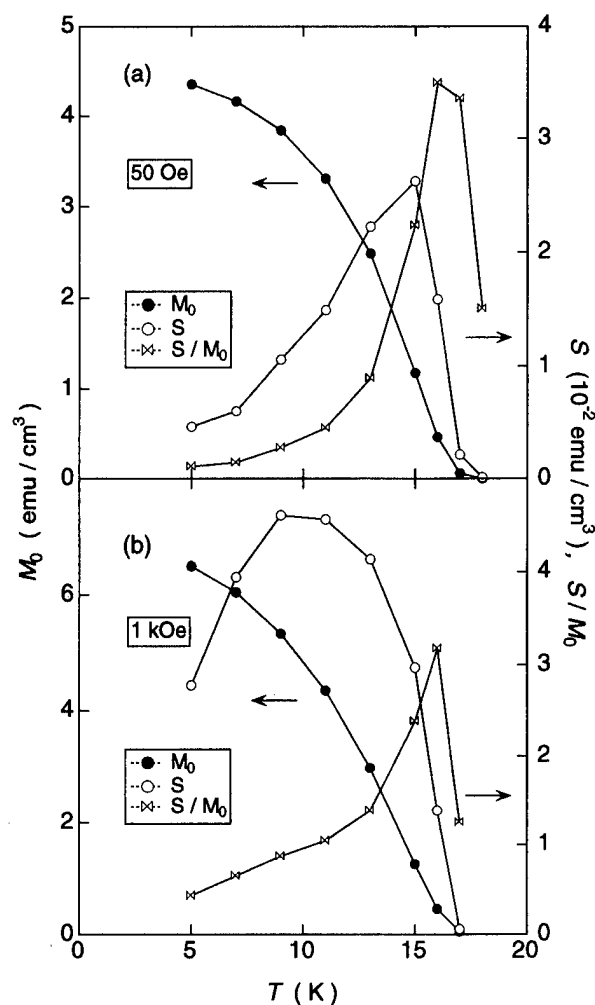 5
4
3
2
1
0
4
3
2
1
0
(a)
50 Oe
M₀
S
S / M₀
(b)
1 kOe
M₀
S
S / M₀
6
4
2
0
4
3
2
1
0
0
5
10
15
20
T ( K )
M₀ ( emu / cm³ )
S (10⁻² emu / cm³) , S / M₀